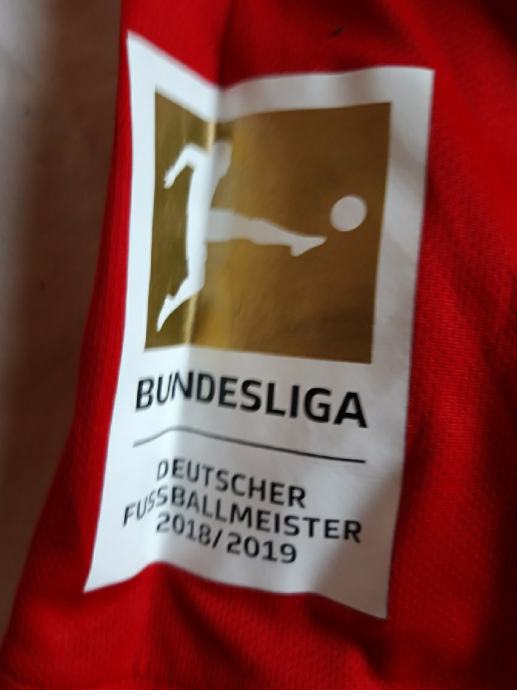 BUNDESLIGA
DEUTSCHER
FUSSBALLMEISTER
2018/2019